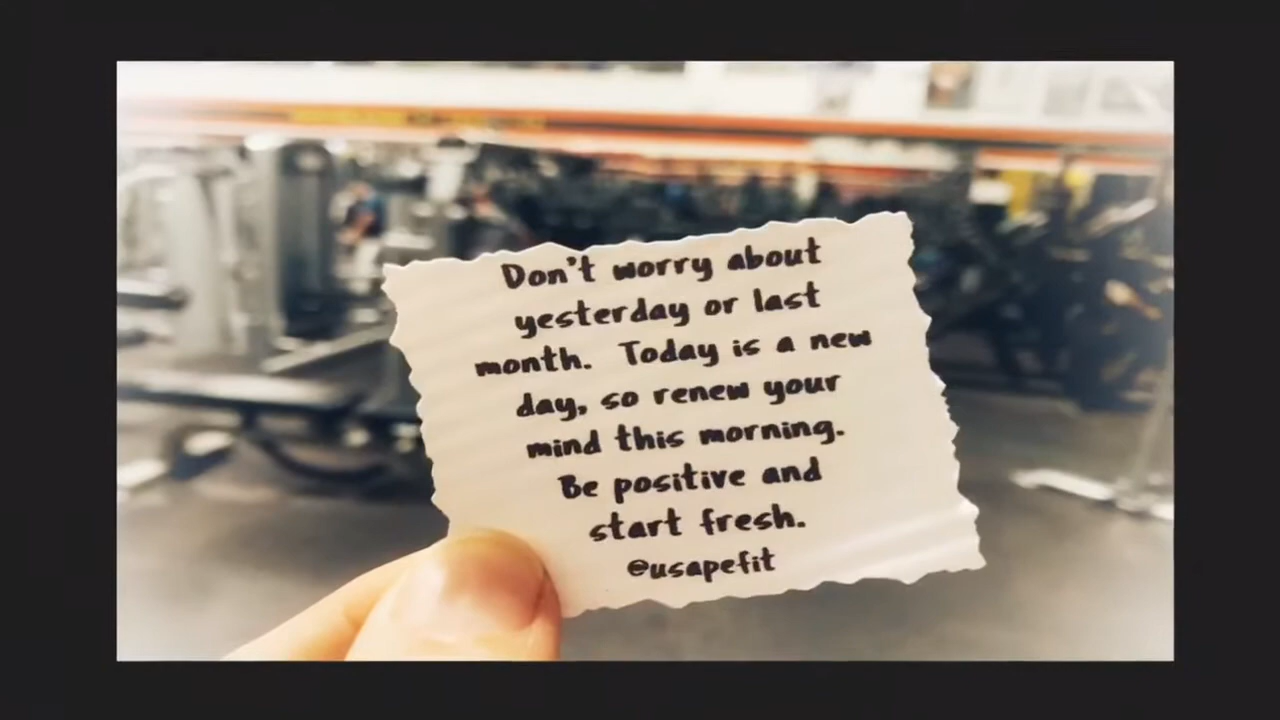 Don't worry about
yesterday or last
month. Today is a new
day, so renew your
mind this morning.
Be positive and
start fresh.
@usapefit